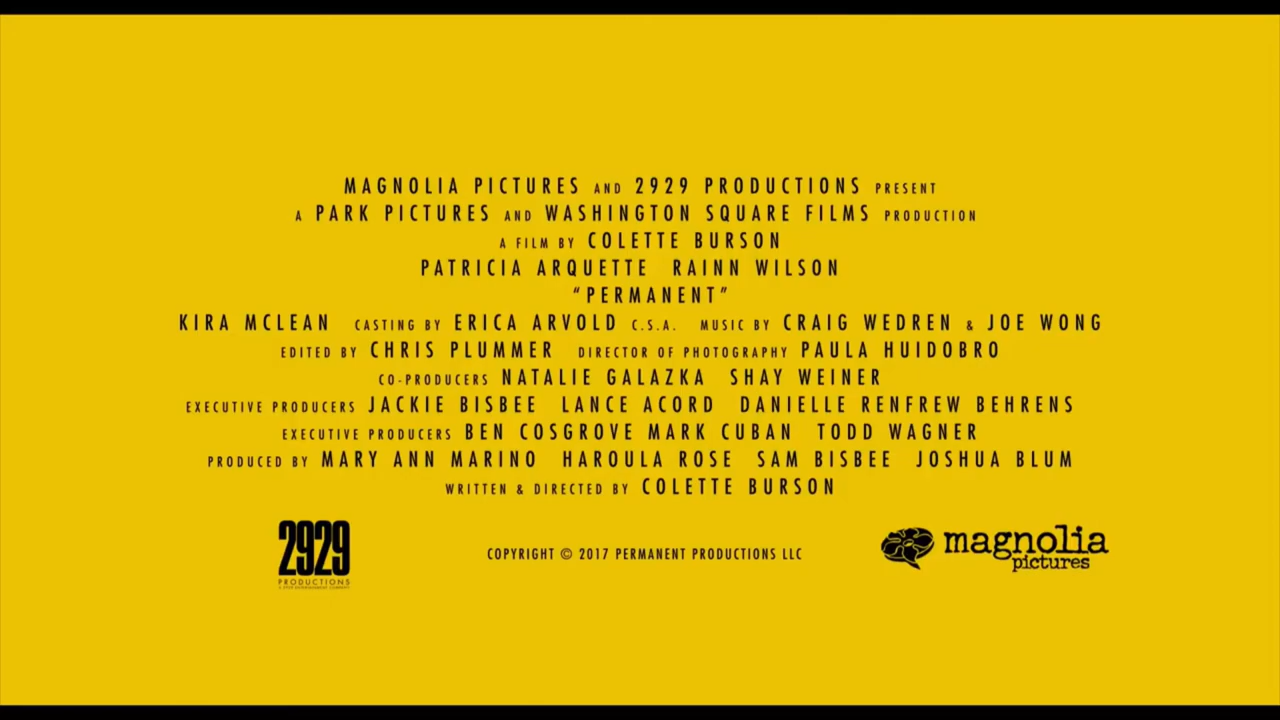 MAGNOLIA PICTURES AND 2929 PRODUCTIONS PRESENT
A PARK PICTURES AND WASHINGTON SQUARE FILMS PRODUCTION
A FILM BY COLETTE BURSON
PATRICIA ARQUETTE RAINN WILSON
“PERMANENT”
KIRA MCLEAN CASTING BY ERICA ARVOLD C.S.A. MUSIC BY CRAIG WEDREN & JOE WONG
EDITED BY CHRIS PLUMMER DIRECTOR OF PHOTOGRAPHY PAULA HUIDOBRO
CO-PRODUCERS NATALIE GALAZKA SHAY WEINER
EXECUTIVE PRODUCERS JACKIE BISBEE LANCE ACORD DANIELLE RENFREW BEHRENS
EXECUTIVE PRODUCERS BEN COSGROVE MARK CUBAN TODD WAGNER
PRODUCED BY MARY ANN MARINO HAROULA ROSE SAM BISBEE JOSHUA BLUM
WRITTEN & DIRECTED BY COLETTE BURSON
2929
PRODUCTIONS
COPYRIGHT © 2017 PERMANENT PRODUCTIONS LLC
magnolia
pictures